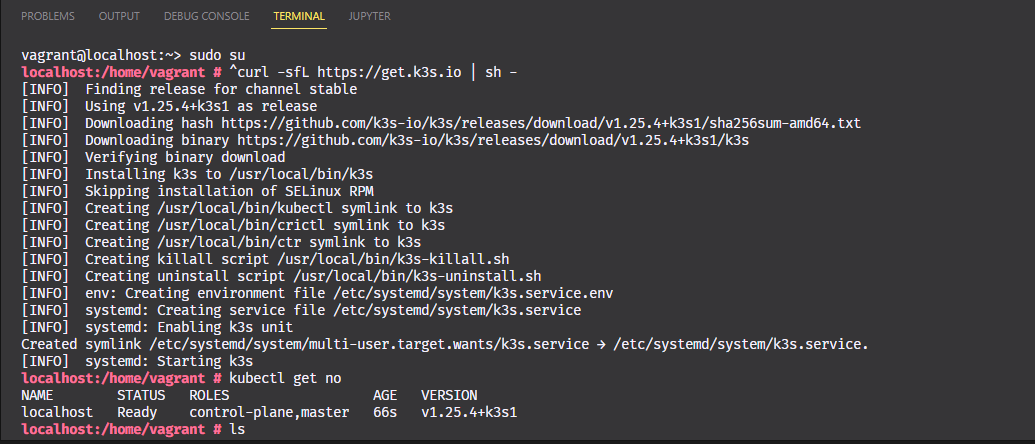 PROBLEMS OUTPUT DEBUG CONSOLE TERMINAL JUPYTER
vagrant@localhost:~> sudo su
localhost:/home/vagrant # ^curl -sfL https://get.k3s.io | sh -
[INFO]  Finding release for channel stable
[INFO]  Using v1.25.4+k3s1 as release
[INFO]  Downloading hash https://github.com/k3s-io/k3s/releases/download/v1.25.4+k3s1/sha256sum-amd64.txt
[INFO]  Downloading binary https://github.com/k3s-io/k3s/releases/download/v1.25.4+k3s1/k3s
[INFO]  Verifying binary download
[INFO]  Installing k3s to /usr/local/bin/k3s
[INFO]  Skipping installation of SELinux RPM
[INFO]  Creating /usr/local/bin/kubectl symlink to k3s
[INFO]  Creating /usr/local/bin/crictl symlink to k3s
[INFO]  Creating /usr/local/bin/ctr symlink to k3s
[INFO]  Creating killall script /usr/local/bin/k3s-killall.sh
[INFO]  Creating uninstall script /usr/local/bin/k3s-uninstall.sh
[INFO]  env: Creating environment file /etc/systemd/system/k3s.service.env
[INFO]  systemd: Creating service file /etc/systemd/system/k3s.service
[INFO]  systemd: Enabling k3s unit
Created symlink /etc/systemd/system/multi-user.target.wants/k3s.service → /etc/systemd/system/k3s.service.
[INFO]  systemd: Starting k3s
localhost:/home/vagrant # kubectl get no
NAME        STATUS   ROLES                  AGE   VERSION
localhost   Ready    control-plane,master   66s   v1.25.4+k3s1
localhost:/home/vagrant # ls